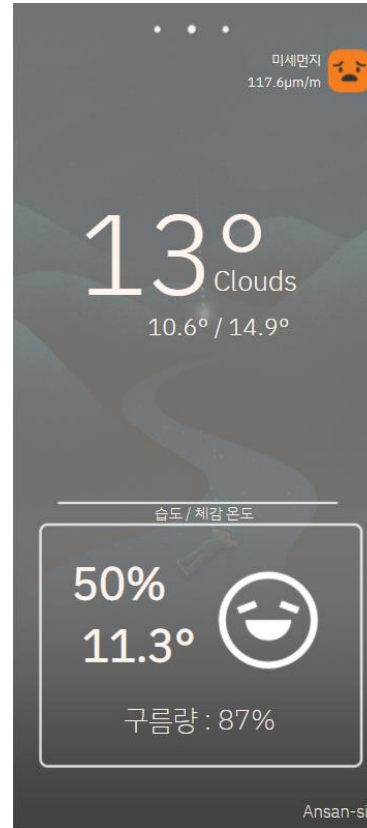 미세먼지
117.6μm/m
13°
Clouds
10.6° / 14.9°
습도 / 체감 온도
50%
11.3°
구름량 : 87%
Ansan-si